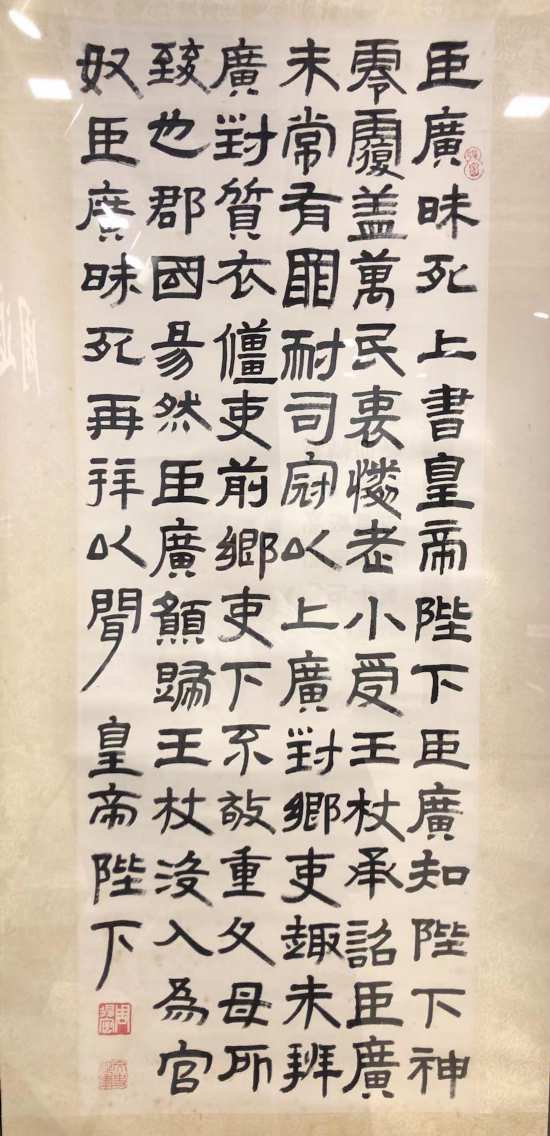 臣廣昧死上書皇帝陛下臣廣知陛下神
零覆盖萬民哀憐老小受王杖承詔臣廣
未常有罪耐司寇以上廣對鄉吏趣未辨
廣對質衣僵吏前鄉吏下不敬重父母所
致也郡國易然臣廣願歸王杖没入為官
奴臣廣昧死再拜以聞 皇帝陛下